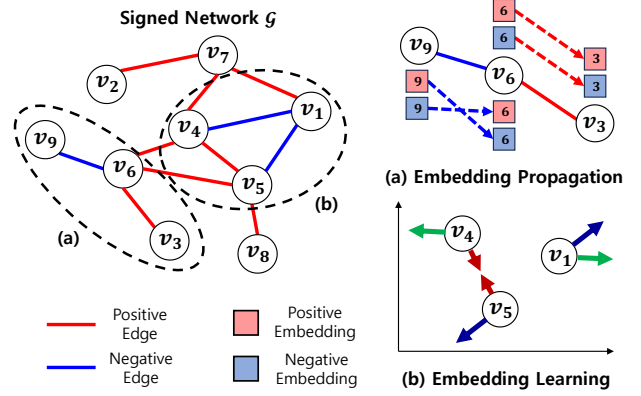 Signed Network 𝒢
v₇
v₂
v₁
v₄
v₉
v₆
v₅
(b)
(a)
v₃
v₈
Positive
Edge
Negative
Edge
Positive
Embedding
Negative
Embedding
6
v₉
6
3
v₆
3
9
9
6
v₃
6
(a) Embedding Propagation
v₄
v₁
v₅
(b) Embedding Learning